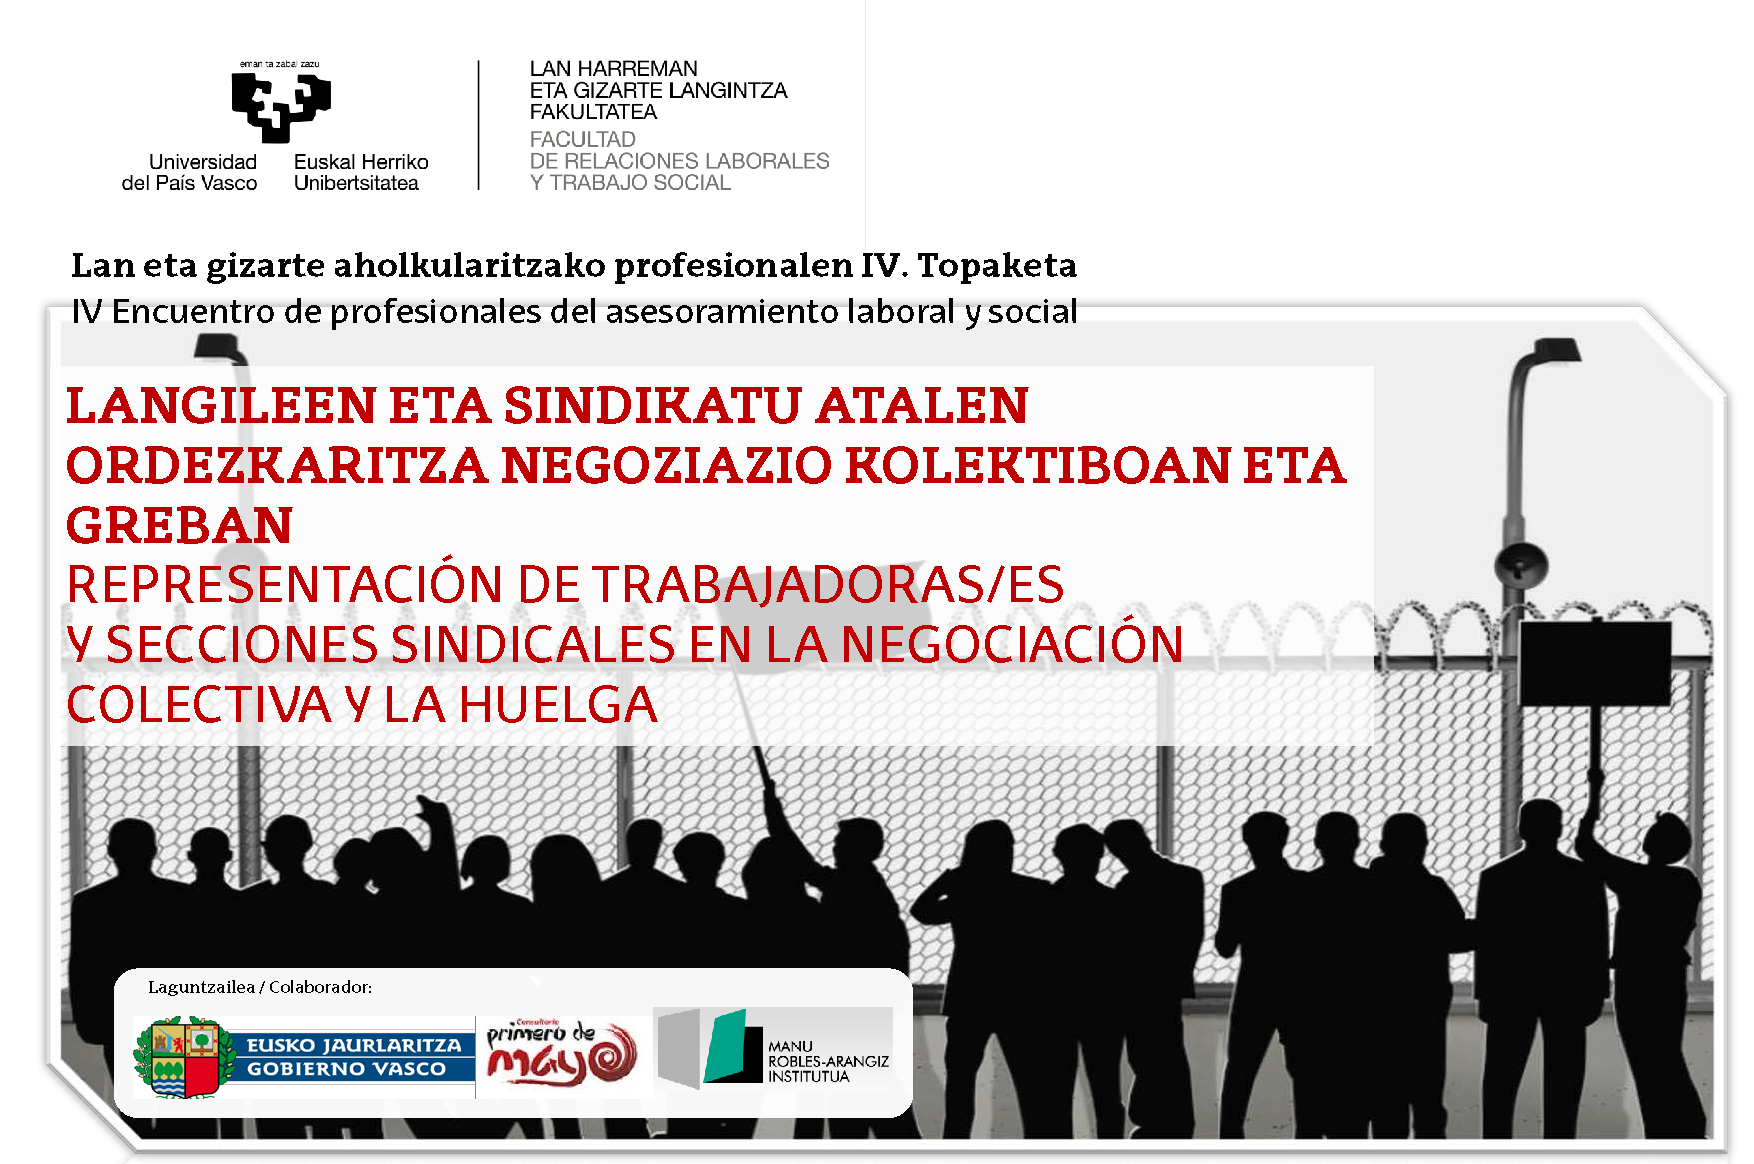 eman ta zabal zazu
Universidad
del País Vasco
Euskal Herriko
Unibertsitatea
LAN HARREMAN
ETA GIZARTE LANGINTZA
FAKULTATEA
FACULTAD
DE RELACIONES LABORALES
Y TRABAJO SOCIAL
Lan eta gizarte aholkularitzako profesionalen IV. Topaketa
IV Encuentro de profesionales del asesoramiento laboral y social
LANGILEEN ETA SINDIKATU ATALEN
ORDEZKARITZA NEGOZIAZIO KOLEKTIBOAN ETA
GREBAN
REPRESENTACIÓN DE TRABAJADORAS/ES
Y SECCIONES SINDICALES EN LA NEGOCIACIÓN
COLECTIVA Y LA HUELGA
Laguntzailea / Colaborador:
EUSKO JAURLARITZA
GOBIERNO VASCO
Consultoría
primero de
mayo
MANU
ROBLES-ARANGIZ
INSTITUTUA